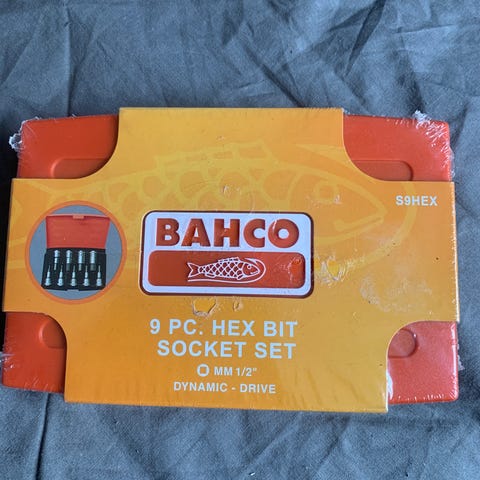 S9HEX
BAHCO
9 PC. HEX BIT
SOCKET SET
MM 1/2"
DYNAMIC - DRIVE